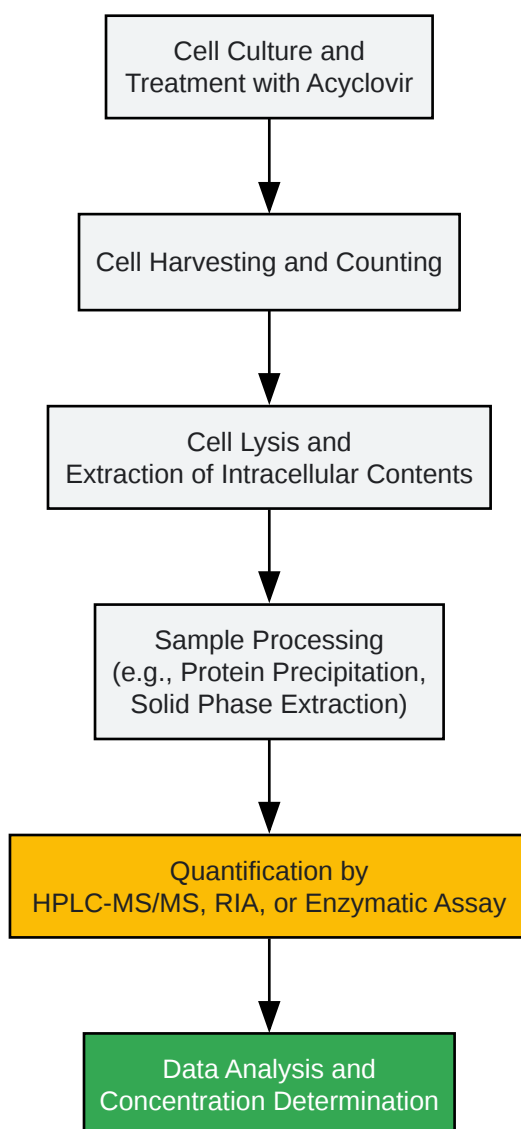 Cell Culture and
Treatment with Acyclovir
Cell Harvesting and Counting
Cell Lysis and
Extraction of Intracellular Contents
Sample Processing
(e.g., Protein Precipitation,
Solid Phase Extraction)
Quantification by
HPLC-MS/MS, RIA, or Enzymatic Assay
Data Analysis and
Concentration Determination